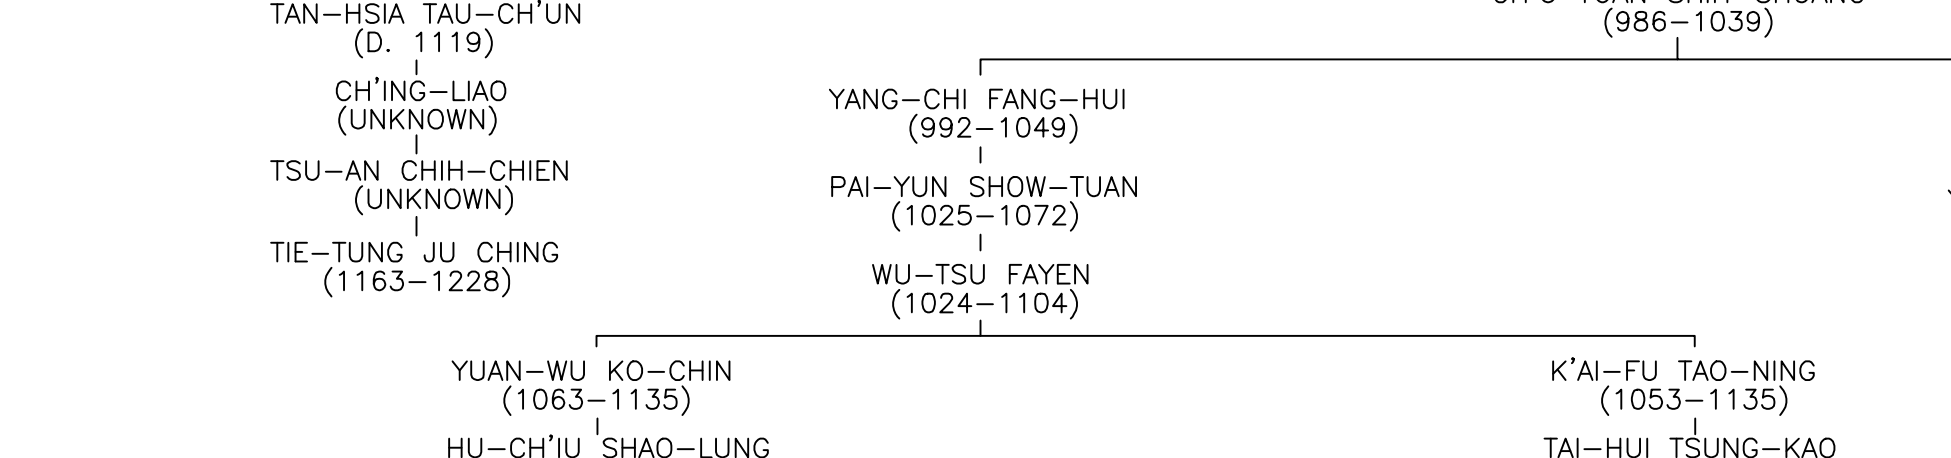 TAN-HSIA TAU-CH'UN
(D. 1119)
CH'ING-LIAO
(UNKNOWN)
TSU-AN CHIH-CHIEN
(UNKNOWN)
TIE-TUNG JU CHING
(1163-1228)
(986-1039)
YANG-CHI FANG-HUI
(992-1049)
PAI-YUN SHOW-TUAN
(1025-1072)
WU-TSU FAYEN
(1024-1104)
YUAN-WU KO-CHIN
(1063-1135)
HU-CH'IU SHAO-LUNG
K'AI-FU TAO-NING
(1053-1135)
TAI-HUI TSUNG-KAO